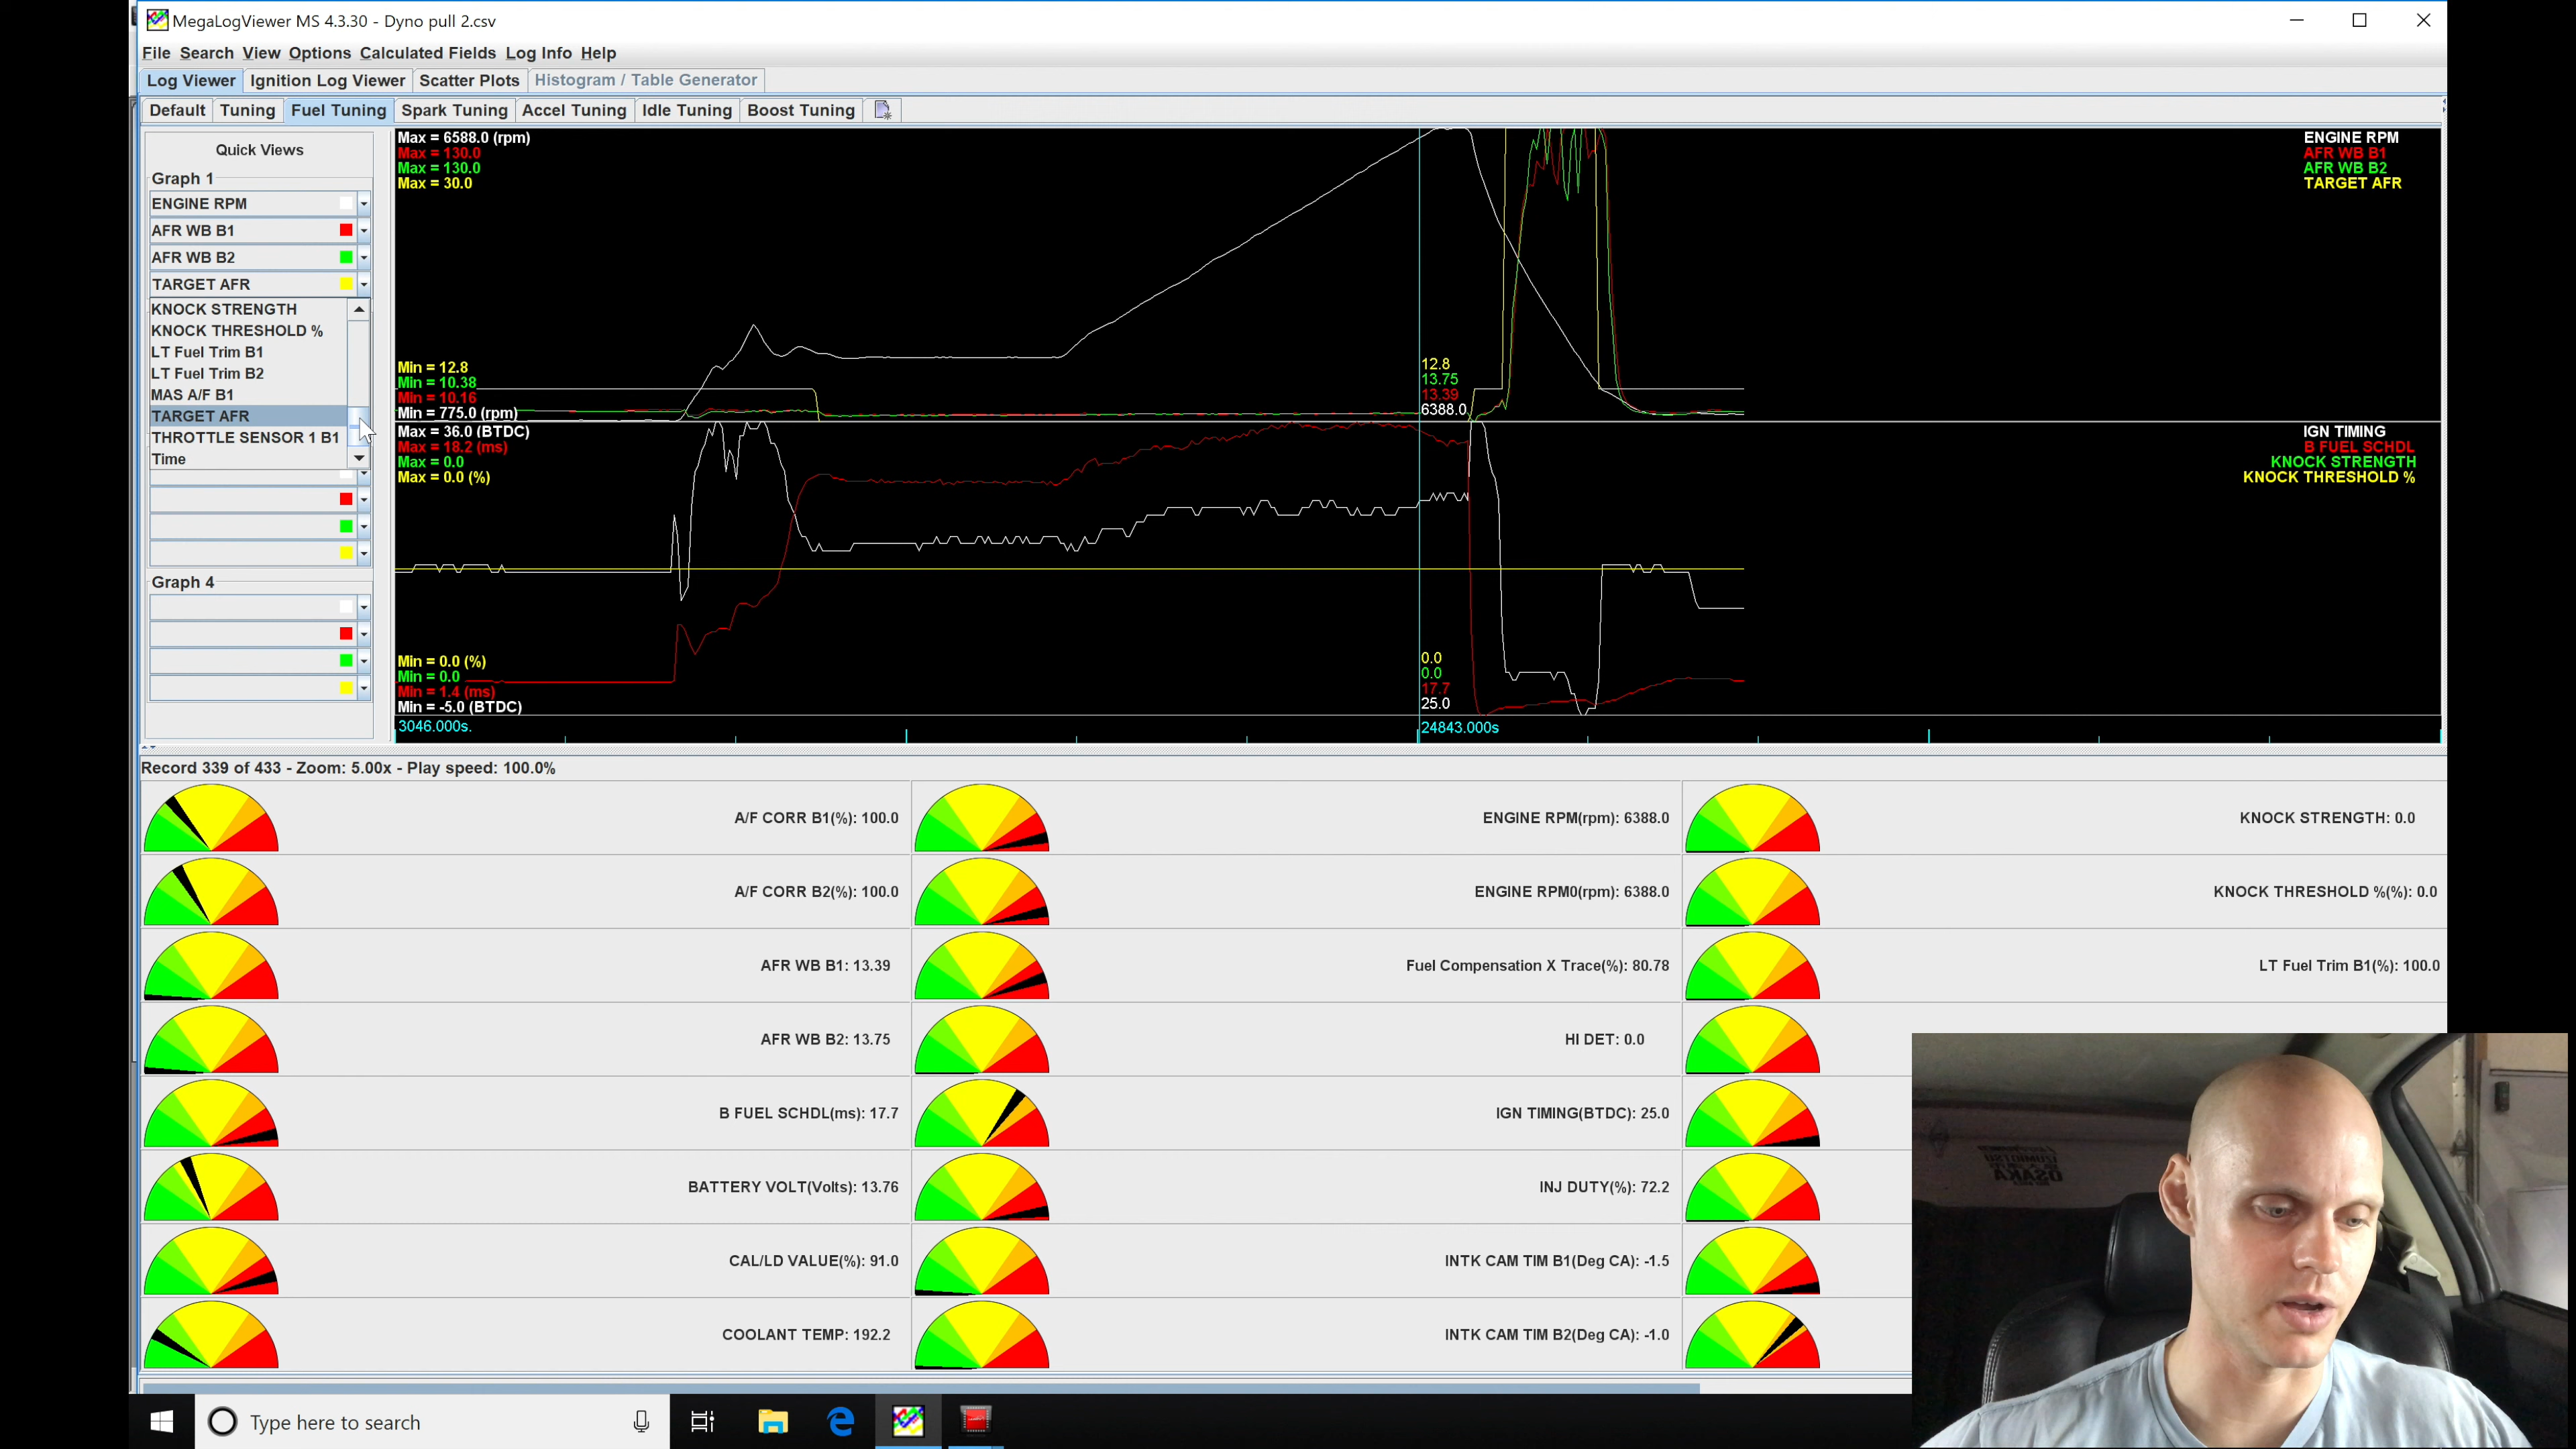 MegaLogViewer MS 4.3.30 - Dyno pull 2.csv
File Search View Options Calculated Fields Log Info Help
Log Viewer Ignition Log Viewer Scatter Plots Histogram / Table Generator
Default Tuning Fuel Tuning Spark Tuning Accel Tuning Idle Tuning Boost Tuning
Quick Views
Graph 1
ENGINE RPM
AFR WB B1
AFR WB B2
TARGET AFR
KNOCK STRENGTH
KNOCK THRESHOLD %
LT Fuel Trim B1
LT Fuel Trim B2
MAS A/F B1
TARGET AFR
THROTTLE SENSOR 1 B1
Time
Graph 4
Max = 6588.0 (rpm)
Max = 130.0
Max = 130.0
Max = 30.0
ENGINE RPM
AFR WB B1
AFR WB B2
TARGET AFR
Min = 12.8
Min = 10.38
Min = 10.16
Min = 775.0 (rpm)
12.8
13.75
13.39
6388.0
Max = 36.0 (BTDC)
Max = 18.2 (ms)
Max = 0.0
Max = 0.0 (%)
IGN TIMING
B FUEL SCHDL
KNOCK STRENGTH
KNOCK THRESHOLD %
Min = 0.0 (%)
Min = 0.0
Min = 1.4 (ms)
Min = -5.0 (BTDC)
0.0
0.0
17.7
25.0
3046.000s.
24843.000s
Record 339 of 433 - Zoom: 5.00x - Play speed: 100.0%
A/F CORR B1(%): 100.0
ENGINE RPM(rpm): 6388.0
KNOCK STRENGTH: 0.0
A/F CORR B2(%): 100.0
ENGINE RPM0(rpm): 6388.0
KNOCK THRESHOLD %(%): 0.0
AFR WB B1: 13.39
Fuel Compensation X Trace(%): 80.78
LT Fuel Trim B1(%): 100.0
AFR WB B2: 13.75
HI DET: 0.0
B FUEL SCHDL(ms): 17.7
IGN TIMING(BTDC): 25.0
BATTERY VOLT(Volts): 13.76
INJ DUTY(%): 72.2
CAL/LD VALUE(%): 91.0
INTK CAM TIM B1(Deg CA): -1.5
COOLANT TEMP: 192.2
INTK CAM TIM B2(Deg CA): -1.0
Type here to search